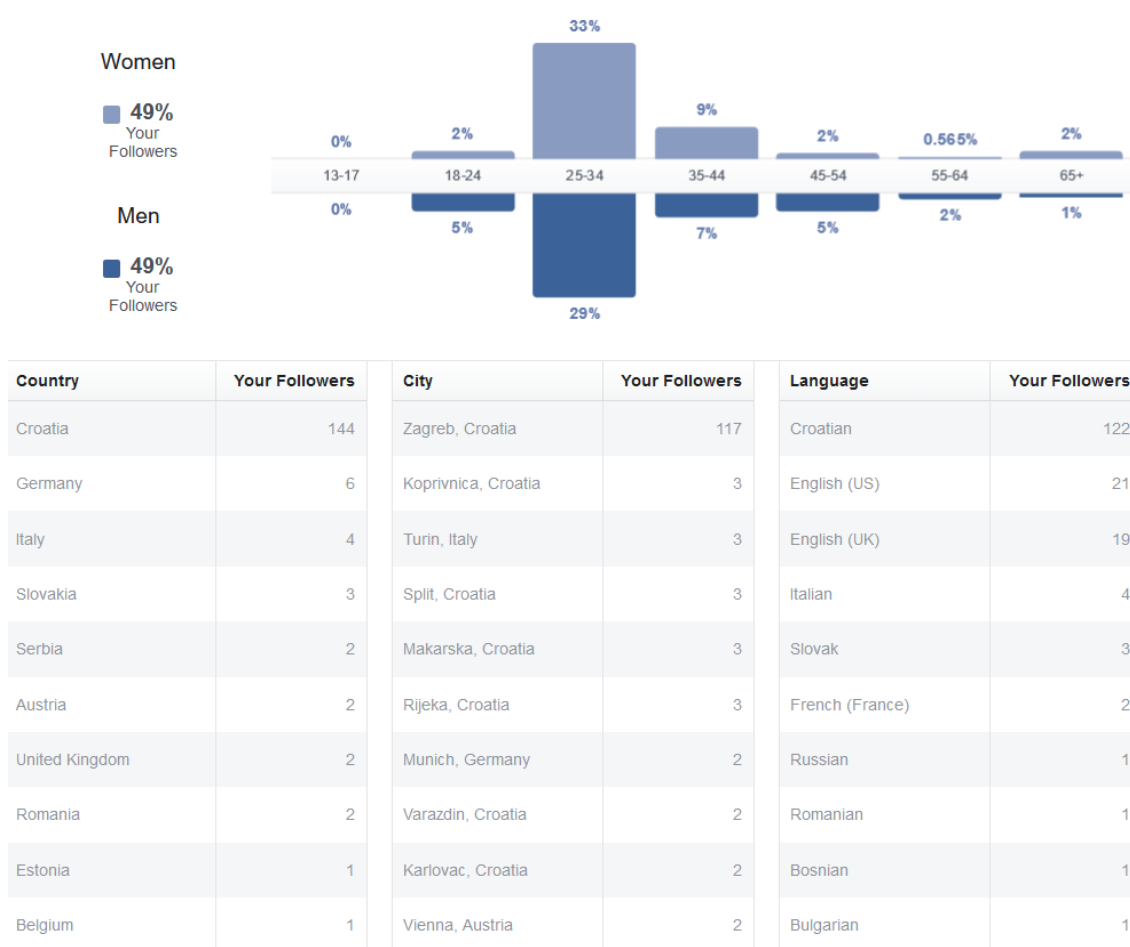 33%
Women
49%
Your
Followers
0%
2%
9%
2%
0.565%
2%
13-17
18-24
25-34
35-44
45-54
55-64
65+
Men
49%
Your
Followers
0%
5%
29%
7%
5%
2%
1%
Country Your Followers City Your Followers Language Your Followers
Croatia 144 Zagreb, Croatia 117 Croatian 122
Germany 6 Koprivnica, Croatia 3 English (US) 21
Italy 4 Turin, Italy 3 English (UK) 19
Slovakia 3 Split, Croatia 3 Italian 4
Serbia 2 Makarska, Croatia 3 Slovak 3
Austria 2 Rijeka, Croatia 3 French (France) 2
United Kingdom 2 Munich, Germany 2 Russian 1
Romania 2 Varazdin, Croatia 2 Romanian 1
Estonia 1 Karlovac, Croatia 2 Bosnian 1
Belgium 1 Vienna, Austria 2 Bulgarian 1